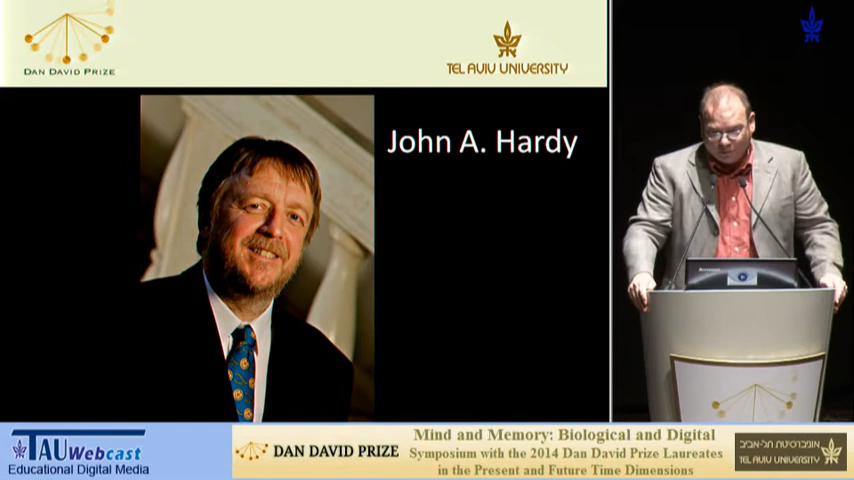 DAN DAVID PRIZE
TEL AVIV UNIVERSITY
John A. Hardy
TAU Webcast
Educational Digital Media
DAN DAVID PRIZE
Mind and Memory: Biological and Digital
Symposium with the 2014 Dan David Prize Laureates
in the Present and Future Time Dimensions
אוניברסיטת תל-אביב
TEL AVIV UNIVERSITY